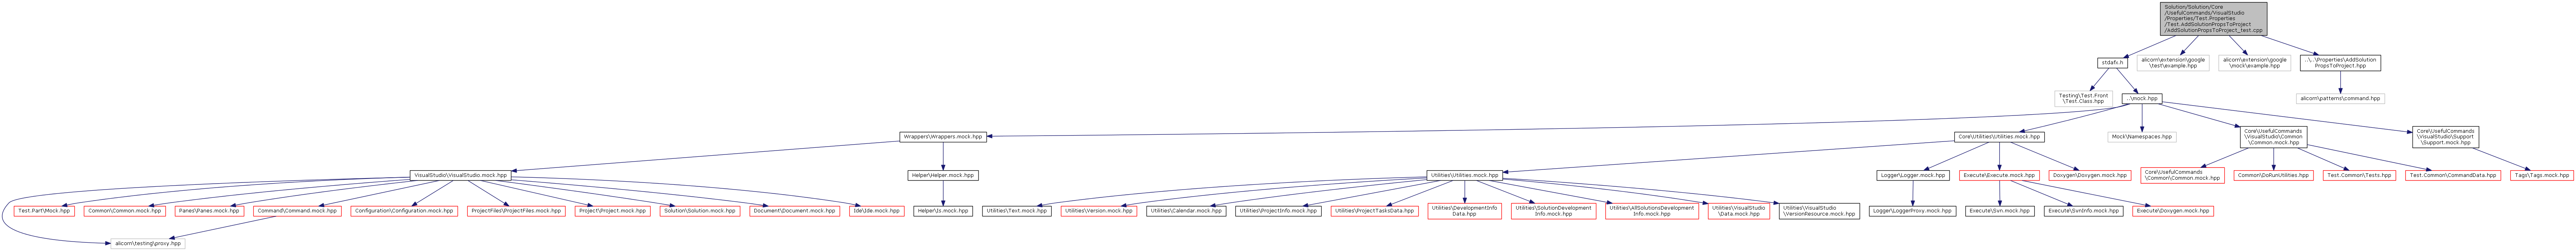 Solution/Solution/Core
/UsefulCommands/VisualStudio
/Properties/Test.Properties
/Test.AddSolutionPropsToProject
/AddSolutionPropsToProject_test.cpp
stdafx.h
alicorn\extension\google
\test\example.hpp
alicorn\extension\google
\mock\example.hpp
..\..\Properties\AddSolution
PropsToProject.hpp
Testing\Test.Front
\Test.Class.hpp
..\mock.hpp
alicorn\patterns\command.hpp
Wrappers\Wrappers.mock.hpp
Core\Utilities\Utilities.mock.hpp
Mock\Namespaces.hpp
Core\UsefulCommands
\VisualStudio\Common
\Common.mock.hpp
Core\UsefulCommands
\VisualStudio\Support
\Support.mock.hpp
VisualStudio\VisualStudio.mock.hpp
Helper\Helper.mock.hpp
Utilities\Utilities.mock.hpp
Logger\Logger.mock.hpp
Execute\Execute.mock.hpp
Doxygen\Doxygen.mock.hpp
Core\UsefulCommands
\Common\Common.mock.hpp
Common\DoRunUtilities.hpp
Test.Common\Tests.hpp
Test.Common\CommandData.hpp
Tags\Tags.mock.hpp
Test.Part\Mock.hpp
Common\Common.mock.hpp
Panes\Panes.mock.hpp
Command\Command.mock.hpp
Configuration\Configuration.mock.hpp
ProjectFiles\ProjectFiles.mock.hpp
Project\Project.mock.hpp
Solution\Solution.mock.hpp
Document\Document.mock.hpp
Ide\Ide.mock.hpp
Helper\Is.mock.hpp
Utilities\Text.mock.hpp
Utilities\Version.mock.hpp
Utilities\Calendar.mock.hpp
Utilities\ProjectInfo.mock.hpp
Utilities\ProjectTasksData.hpp
Utilities\DevelopmentInfo
Data.hpp
Utilities\SolutionDevelopment
Info.mock.hpp
Utilities\AllSolutionsDevelopment
Info.mock.hpp
Utilities\VisualStudio
\Data.mock.hpp
Utilities\VisualStudio
\VersionResource.mock.hpp
Logger\LoggerProxy.mock.hpp
Execute\Svn.mock.hpp
Execute\SvnInfo.mock.hpp
Execute\Doxygen.mock.hpp
alicorn\testing\proxy.hpp